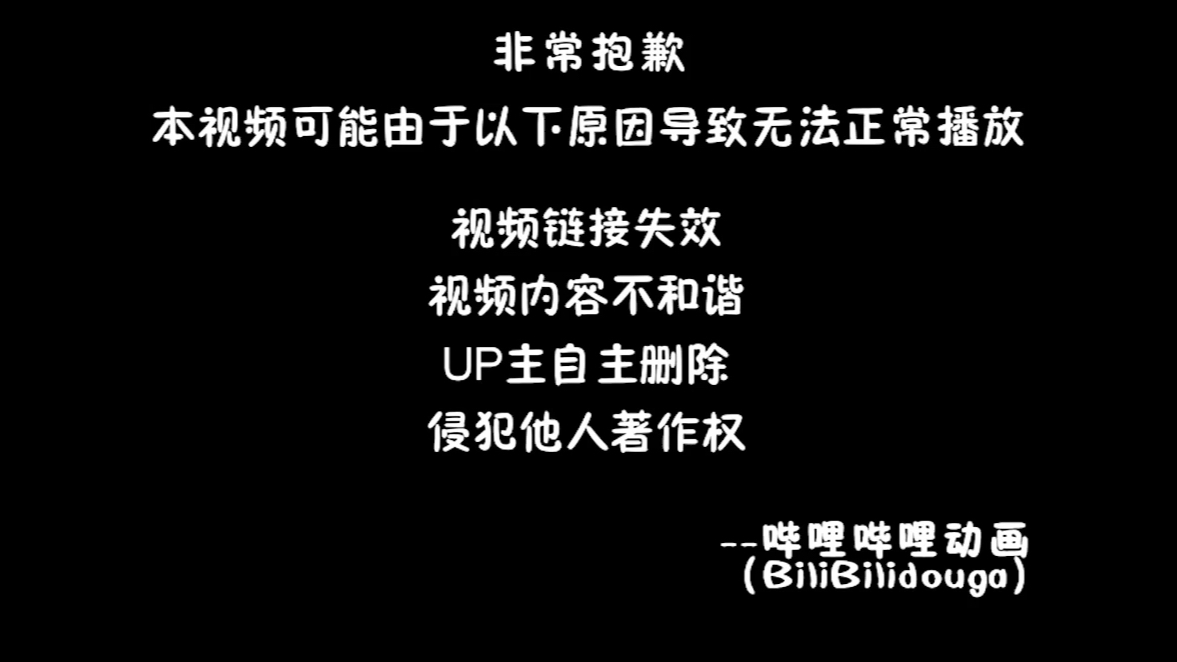 非常抱歉
本视频可能由于以下原因导致无法正常播放
视频链接失效
视频内容不和谐
UP主自主删除
侵犯他人著作权
--哔哩哔哩动画
(BiliBilidouga)